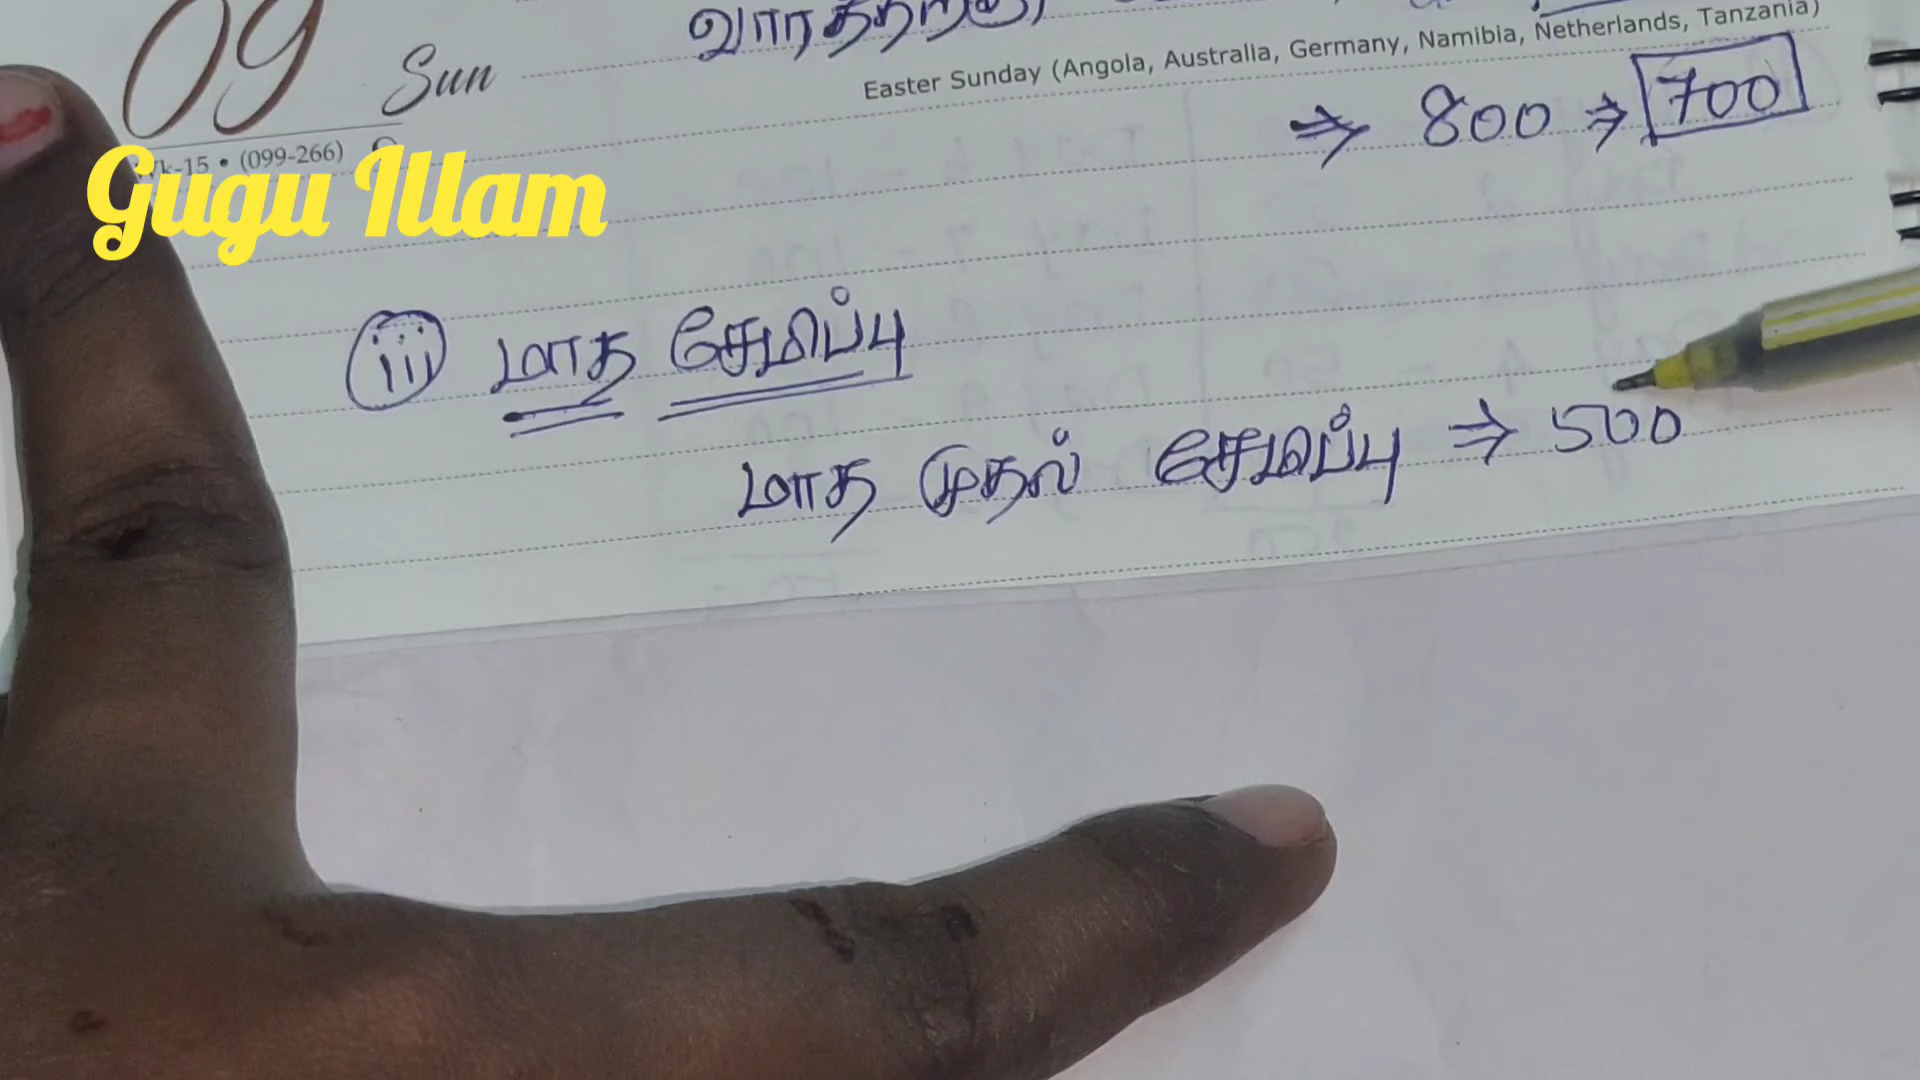 09 Sun
வாரத்திற்கு
Easter Sunday (Angola, Australia, Germany, Namibia, Netherlands, Tanzania)
⇒ 800 ⇒ 700
Wk-15 • (099-266)
Gugu Illam
iii மாத சேமிப்பு
மாத முதல் சேமிப்பு ⇒ 500